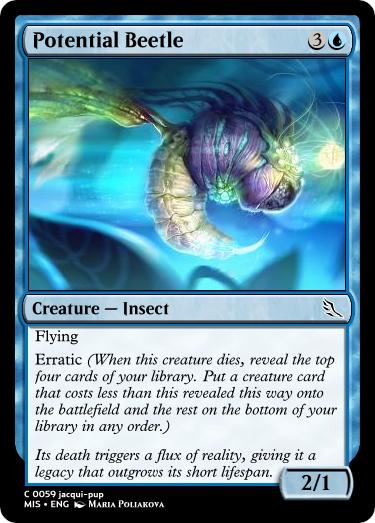 Potential Beetle 3
Creature — Insect
Flying
Erratic (When this creature dies, reveal the top
four cards of your library. Put a creature card
that costs less than this revealed this way onto
the battlefield and the rest on the bottom of your
library in any order.)
Its death triggers a flux of reality, giving it a
legacy that outgrows its short lifespan.
2/1
C 0059 jacqui-pup
MIS • ENG Maria Poliakova